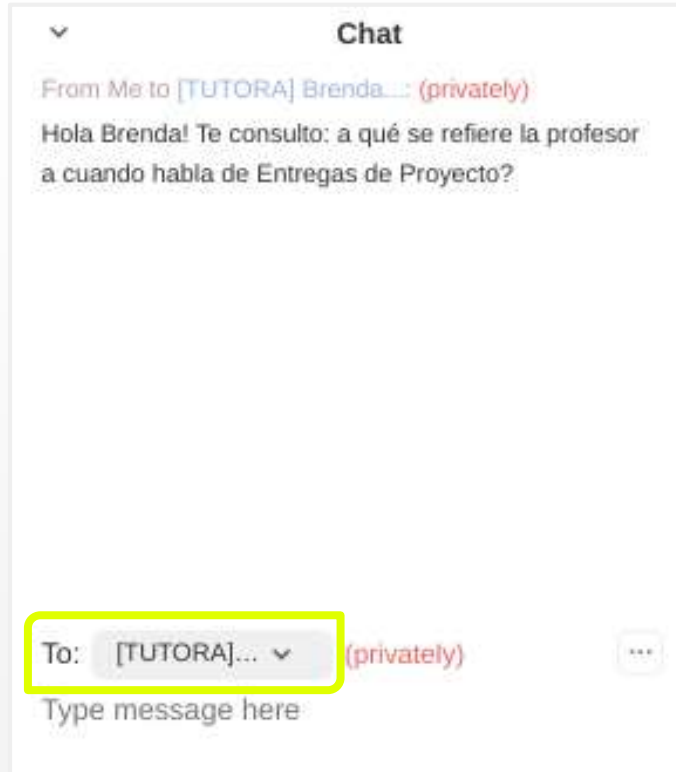 Chat
From Me to [TUTORA] Brenda...: (privately)
Hola Brenda! Te consulto: a qué se refiere la profesor
a cuando habla de Entregas de Proyecto?
To: [TUTORA]... (privately) ...
Type message here